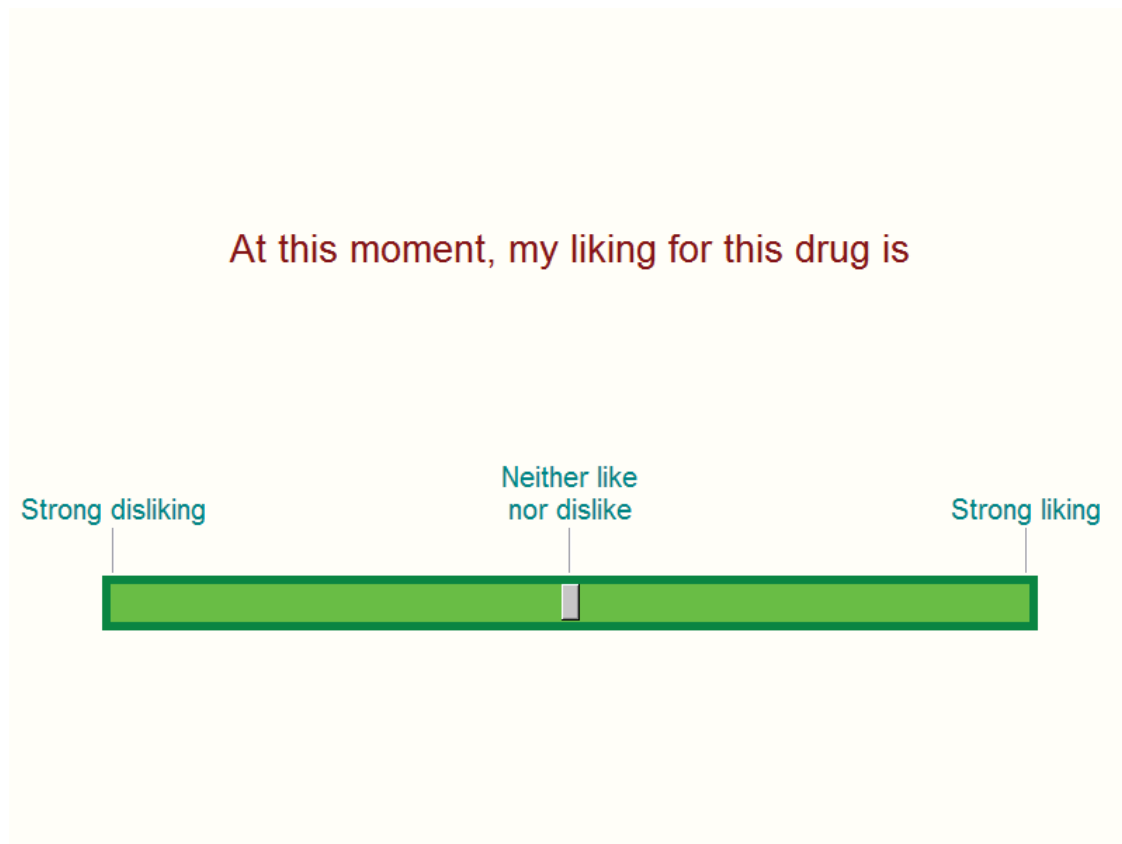 At this moment, my liking for this drug is
Neither like
nor dislike
Strong disliking
Strong liking